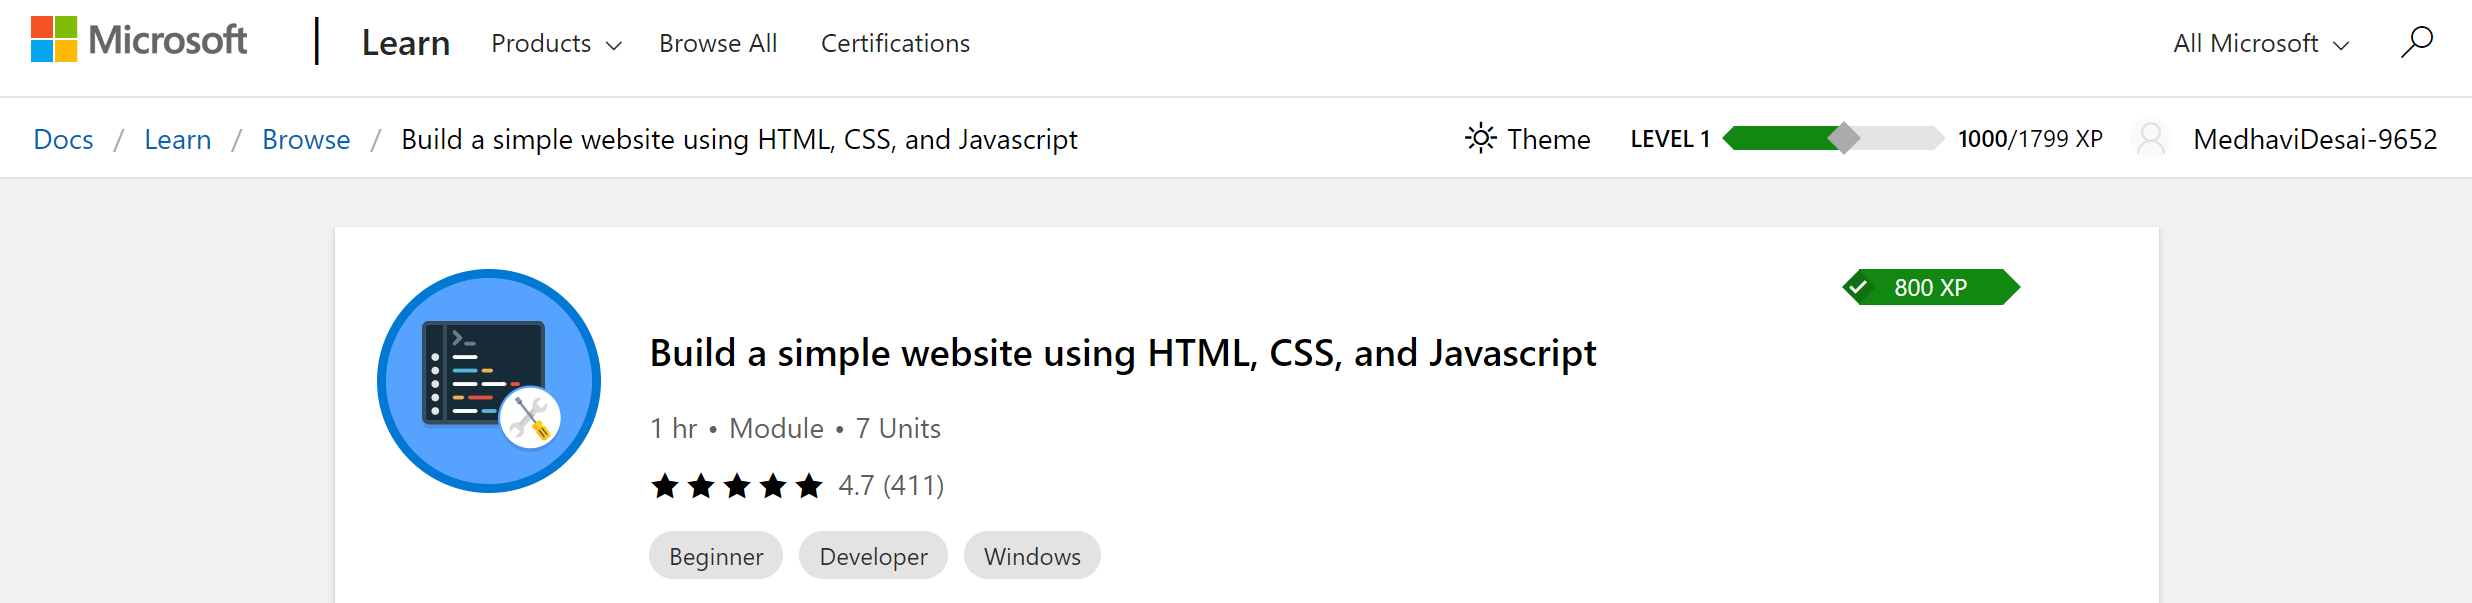 Microsoft Learn Products Browse All Certifications All Microsoft
Docs / Learn / Browse / Build a simple website using HTML, CSS, and Javascript Theme LEVEL 1 1000/1799 XP MedhaviDesai-9652
800 XP
Build a simple website using HTML, CSS, and Javascript
1 hr • Module • 7 Units
4.7 (411)
Beginner Developer Windows